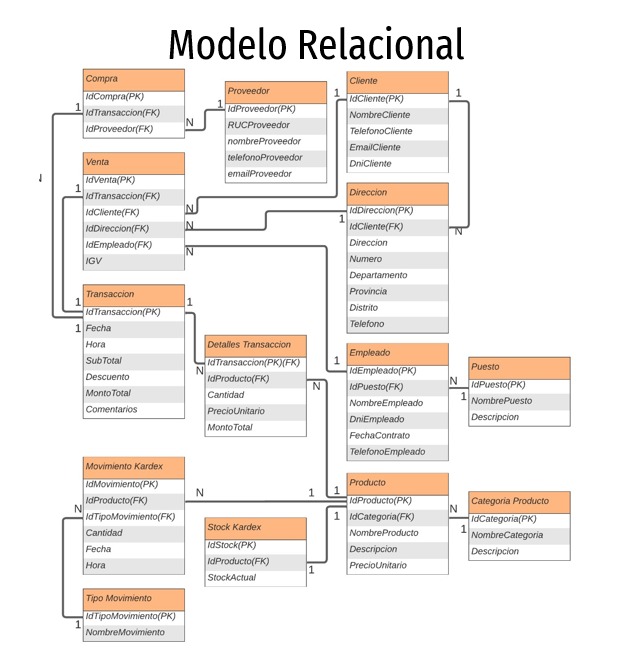 Modelo Relacional
Compra
IdCompra(PK)
IdTransaccion(FK)
IdProveedor(FK)
Proveedor
IdProveedor(PK)
RUCProveedor
nombreProveedor
telefonoProveedor
emailProveedor
Cliente
IdCliente(PK)
NombreCliente
TelefonoCliente
EmailCliente
DniCliente
Venta
IdVenta(PK)
IdTransaccion(FK)
IdCliente(FK)
IdDireccion(FK)
IdEmpleado(FK)
IGV
Direccion
IdDireccion(PK)
IdCliente(FK)
Direccion
Numero
Departamento
Provincia
Distrito
Telefono
Transaccion
IdTransaccion(PK)
Fecha
Hora
SubTotal
Descuento
MontoTotal
Comentarios
Detalles Transaccion
IdTransaccion(PK)(FK)
IdProducto(FK)
Cantidad
PrecioUnitario
MontoTotal
Empleado
IdEmpleado(PK)
IdPuesto(FK)
NombreEmpleado
DniEmpleado
FechaContrato
TelefonoEmpleado
Puesto
IdPuesto(PK)
NombrePuesto
Descripcion
Movimiento Kardex
IdMovimiento(PK)
IdProducto(FK)
IdTipoMovimiento(FK)
Cantidad
Fecha
Hora
Stock Kardex
IdStock(PK)
IdProducto(FK)
StockActual
Producto
IdProducto(PK)
IdCategoria(FK)
NombreProducto
Descripcion
PrecioUnitario
Categoria Producto
IdCategoria(PK)
NombreCategoria
Descripcion
Tipo Movimiento
IdTipoMovimiento(PK)
NombreMovimiento
1
N
1
1
1
1
N
N
N
1
N
1
1
1
N
N
1
N
1
N
1
1
1
N
1
N
1
1